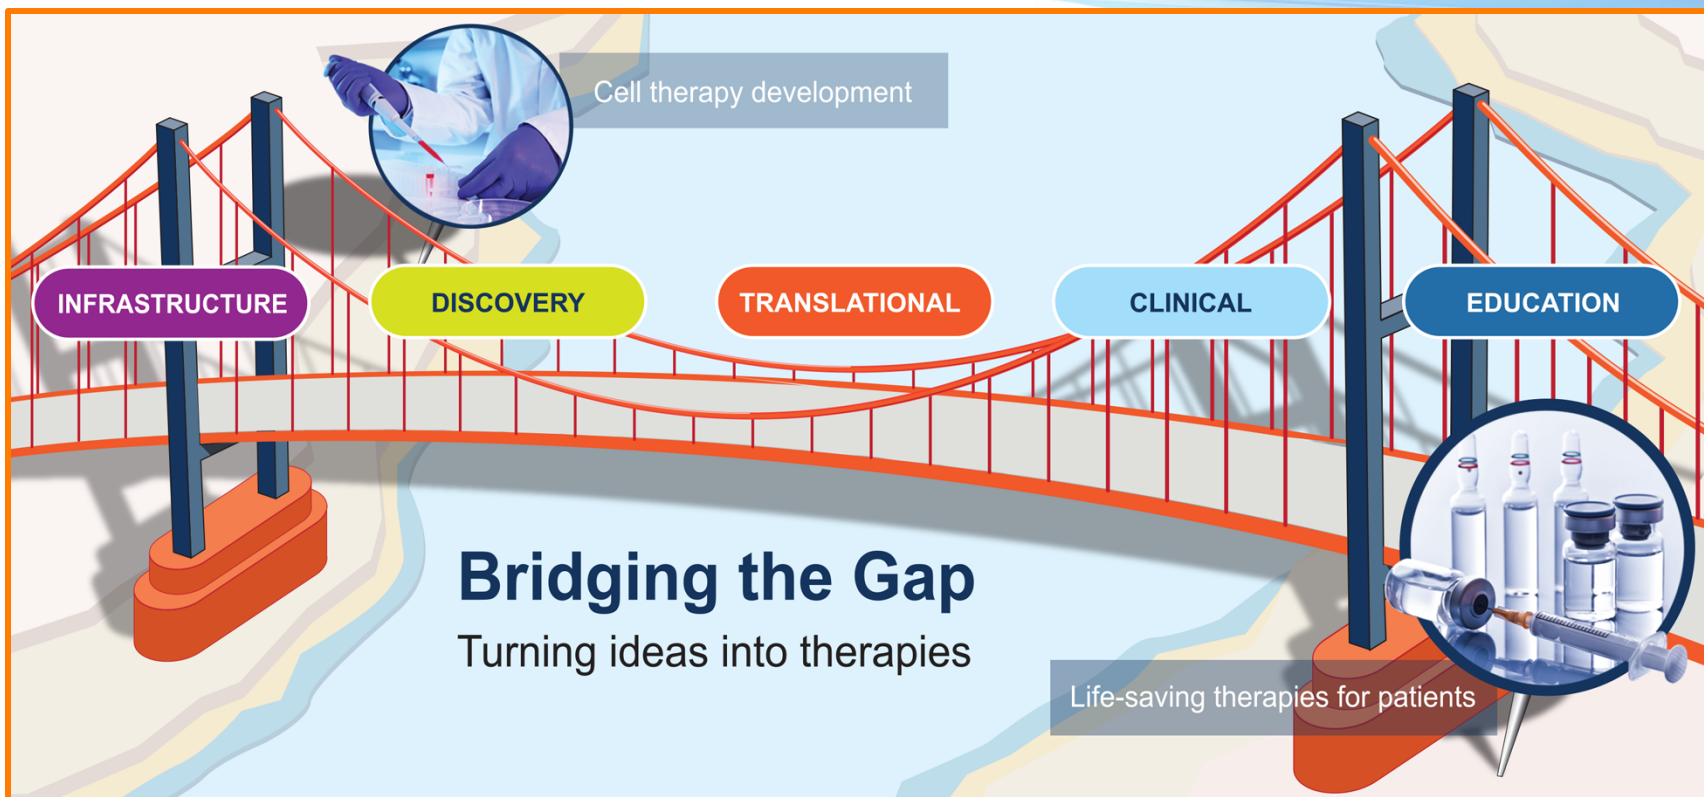 Cell therapy development
INFRASTRUCTURE
DISCOVERY
TRANSLATIONAL
CLINICAL
EDUCATION
Bridging the Gap
Turning ideas into therapies
Life-saving therapies for patients